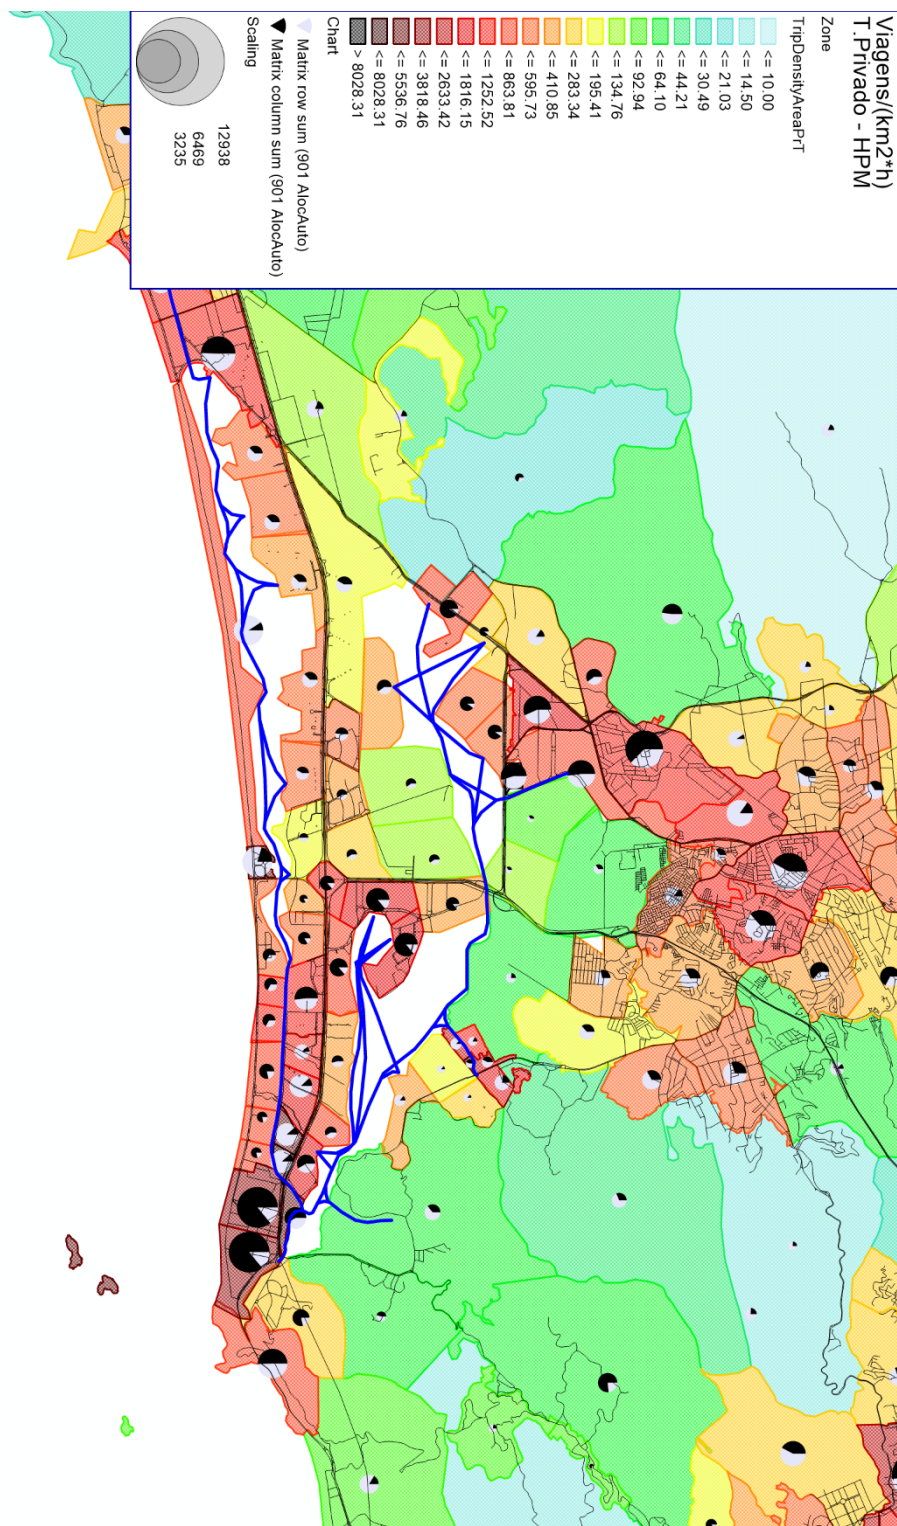 Viagens/(km2*h)
T.Privado - HPM
Zone
TripDensityAreaPrT
<= 10.00
<= 14.50
<= 21.03
<= 30.49
<= 44.21
<= 64.10
<= 92.94
<= 134.76
<= 195.41
<= 283.34
<= 410.85
<= 595.73
<= 863.81
<= 1252.52
<= 1816.15
<= 2633.42
<= 3818.46
<= 5536.76
<= 8028.31
> 8028.31
Chart
Matrix row sum (901 AlocAuto)
Matrix column sum (901 AlocAuto)
Scaling
12938
6469
3235